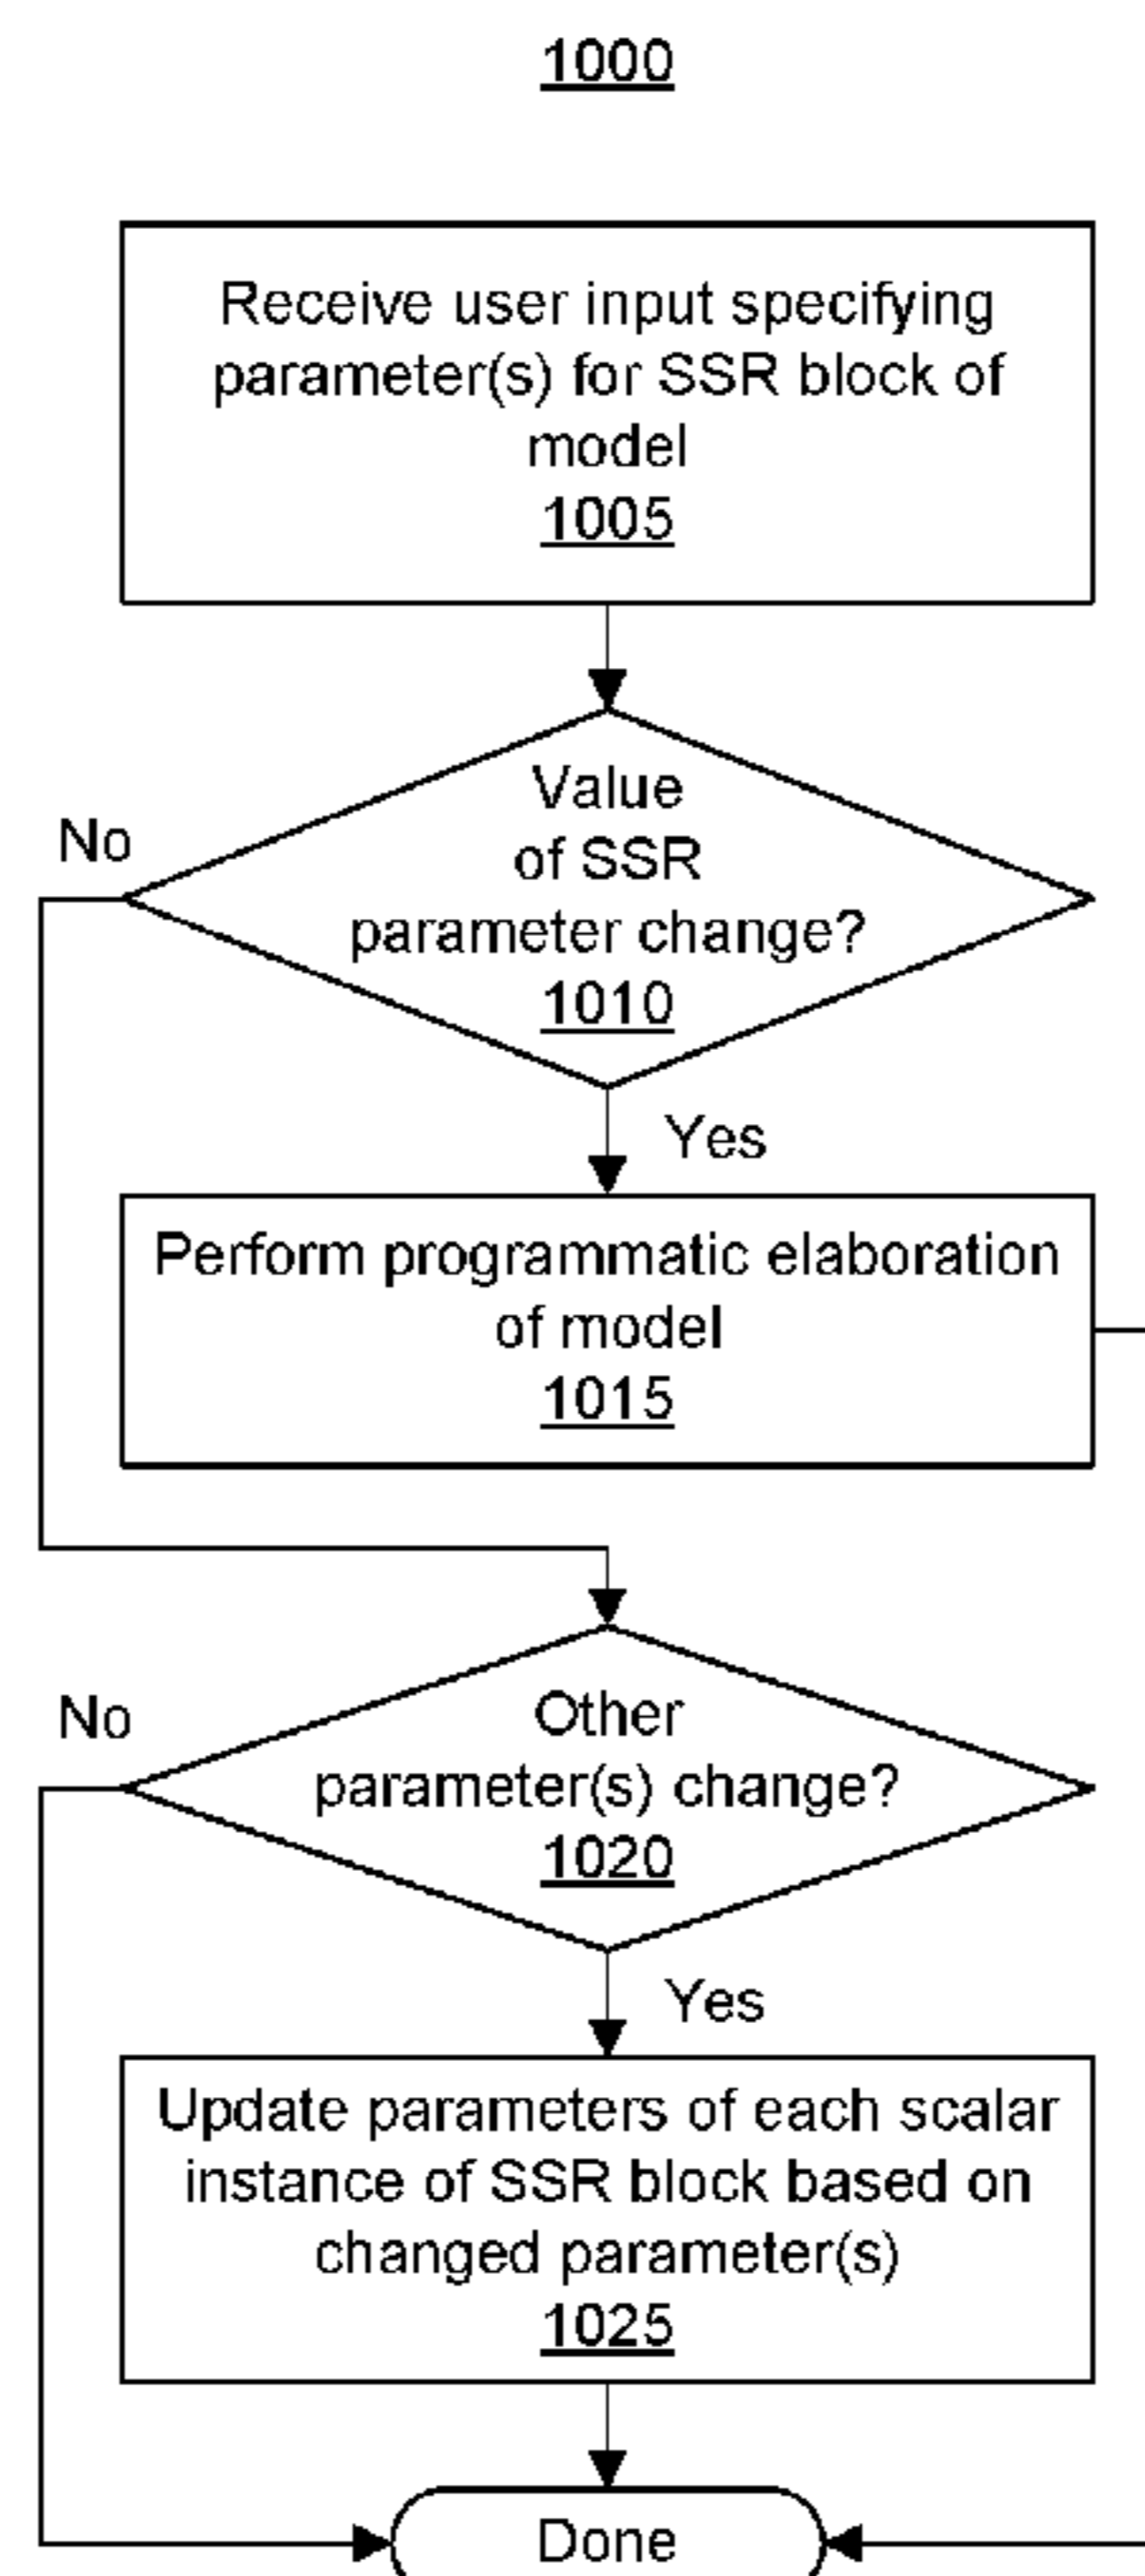 1000
Receive user input specifying
parameter(s) for SSR block of
model
1005
Value
of SSR
parameter change?
1010
No
Yes
Perform programmatic elaboration
of model
1015
Other
parameter(s) change?
1020
No
Yes
Update parameters of each scalar
instance of SSR block based on
changed parameter(s)
1025
Done